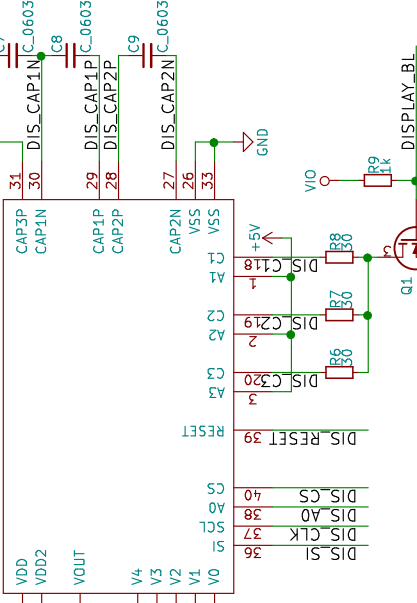 C7
C_0603
C8
C_0603
C9
C_0603
DIS_CAP1N
DIS_CAP1P
DIS_CAP2P
DIS_CAP2N
DISPLAY_BL
GND
VIO
R9
1k
31
30
29
28
27
26
33
CAP3P
CAP1N
CAP1P
CAP2P
CAP2N
VSS
VSS
+5V
C1
18
DIS_C1
R8
30
A1
1
3
Q1
C2
19
DIS_C2
R7
30
A2
2
C3
20
DIS_C3
R6
30
A3
3
RESET
39
DIS_RESET
CS
40
DIS_CS
A0
38
DIS_A0
SCL
37
DIS_CLK
SI
36
DIS_SI
VDD
VDD2
VOUT
V4
V3
V2
V1
V0